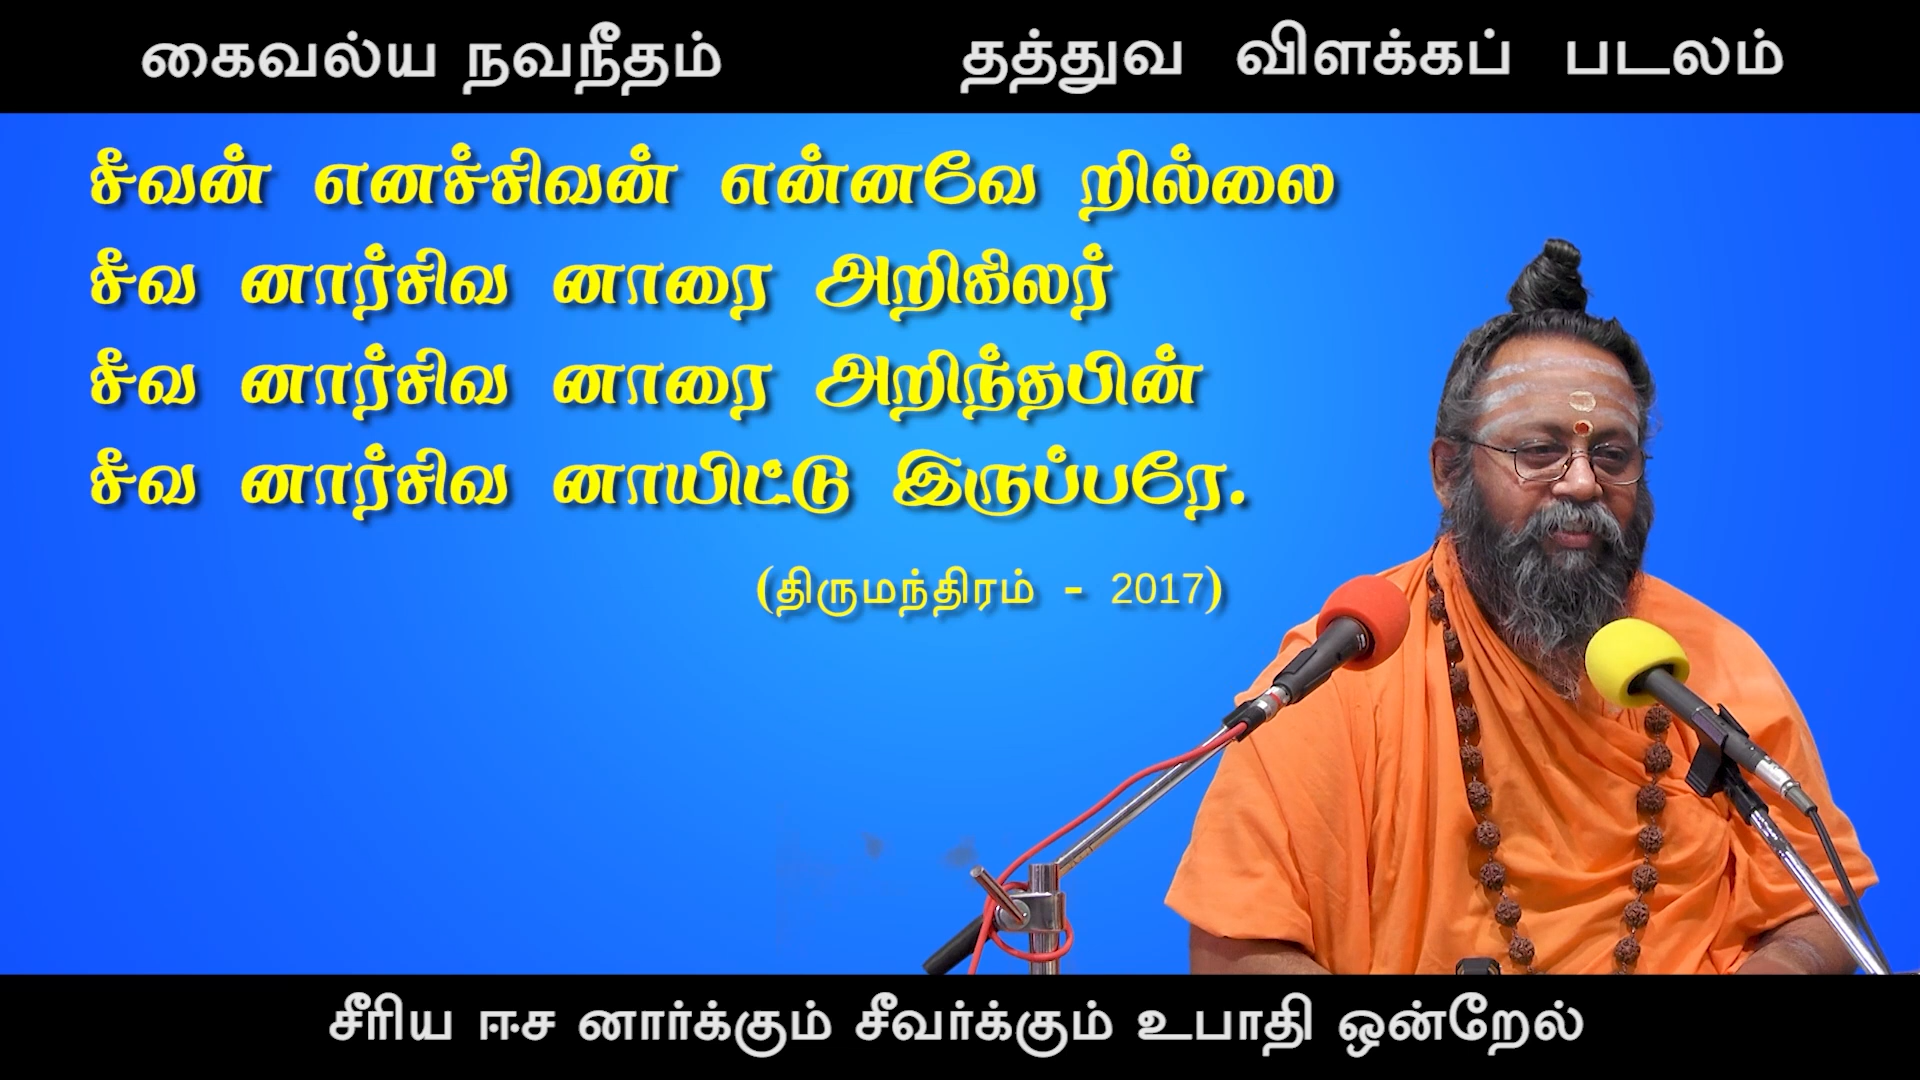 கைவல்ய நவநீதம் தத்துவ விளக்கப் படலம்
சீவன் எனச்சிவன் என்னவே றில்லை
சீவ னார்சிவ னாரை அறிகிலர்
சீவ னார்சிவ னாரை அறிந்தபின்
சீவ னார்சிவ னாயிட்டு இருப்பரே.
(திருமந்திரம் - 2017)
சீரிய ஈச னார்க்கும் சீவர்க்கும் உபாதி ஒன்றேல்